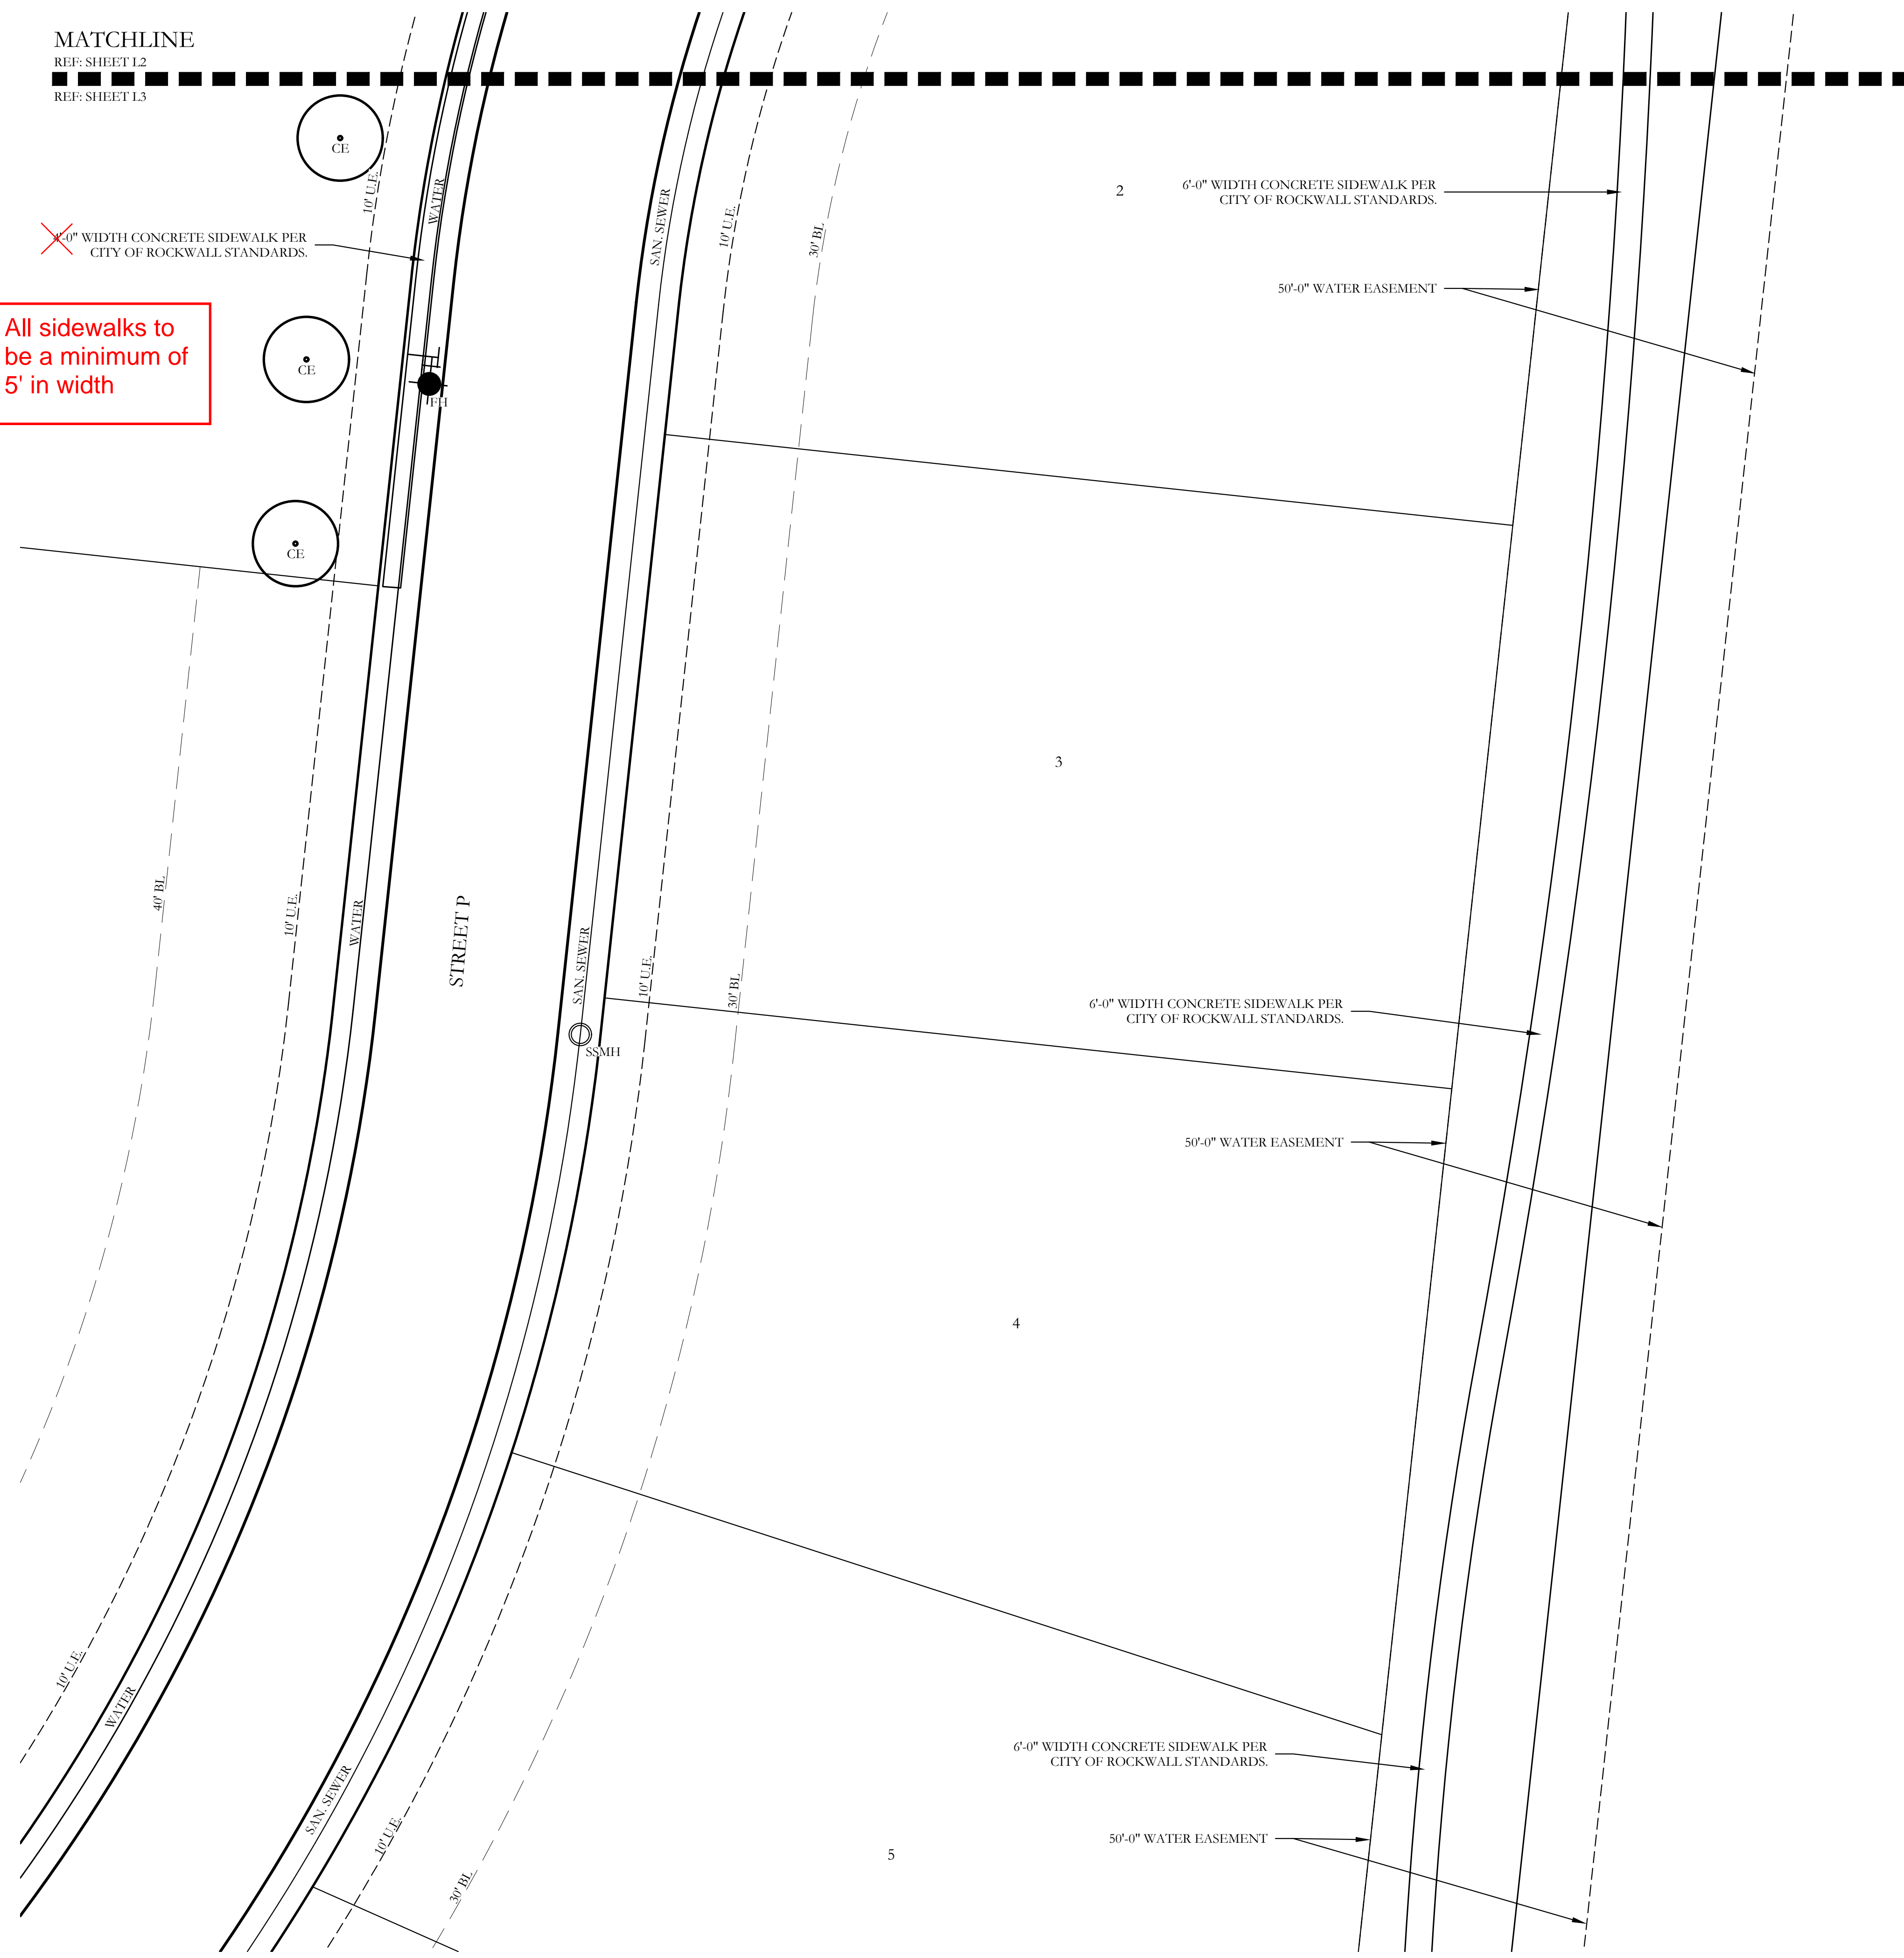 MATCHLINE
REF: SHEET L2
REF: SHEET L3
CE
10' U.E.
WATER
SAN. SEWER
10' U.E.
30' BL
2
6'-0" WIDTH CONCRETE SIDEWALK PER
CITY OF ROCKWALL STANDARDS.
4'-0" WIDTH CONCRETE SIDEWALK PER
CITY OF ROCKWALL STANDARDS.
50'-0" WATER EASEMENT
All sidewalks to
be a minimum of
5' in width
CE
FH
CE
3
40' BL
10' U.E.
WATER
STREET P
SAN. SEWER
10' U.E.
30' BL
6'-0" WIDTH CONCRETE SIDEWALK PER
CITY OF ROCKWALL STANDARDS.
SSMH
50'-0" WATER EASEMENT
4
10' U.E.
WATER
SAN. SEWER
10' U.E.
30' BL
6'-0" WIDTH CONCRETE SIDEWALK PER
CITY OF ROCKWALL STANDARDS.
50'-0" WATER EASEMENT
5